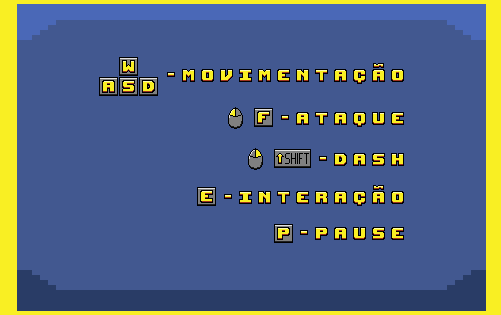 W
ASD - MOVIMENTAÇÃO
F - ATAQUE
⇧SHIFT - DASH
E - INTERAÇÃO
P - PAUSE